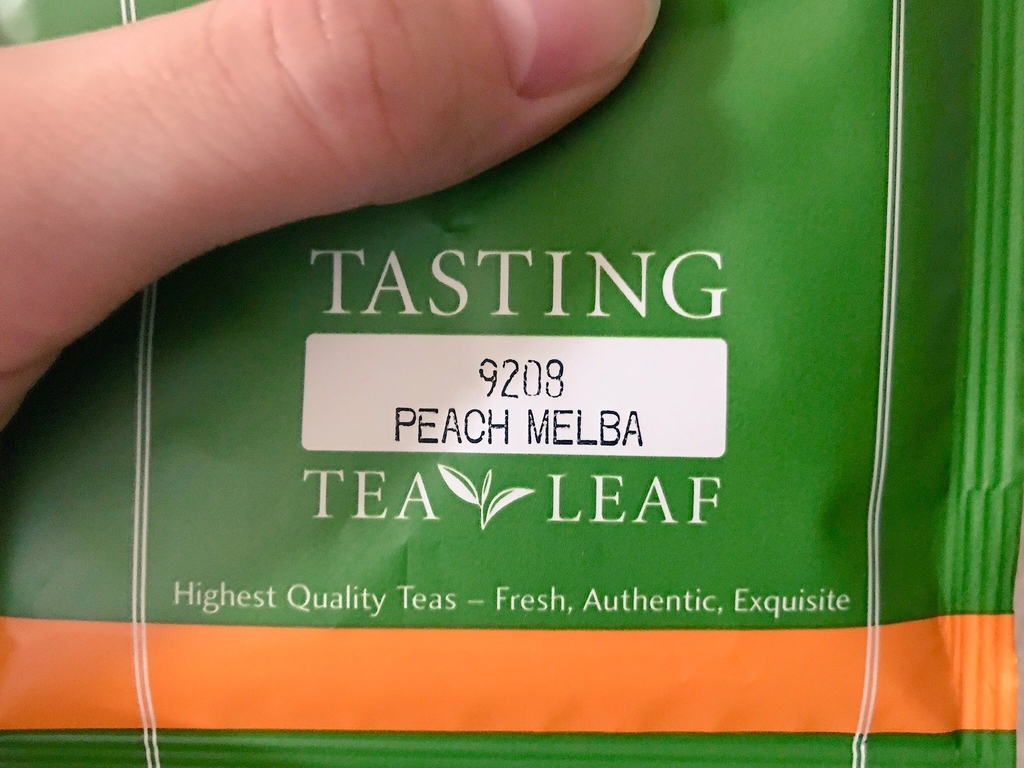 TASTING
9208
PEACH MELBA
TEA LEAF
Highest Quality Teas – Fresh, Authentic, Exquisite